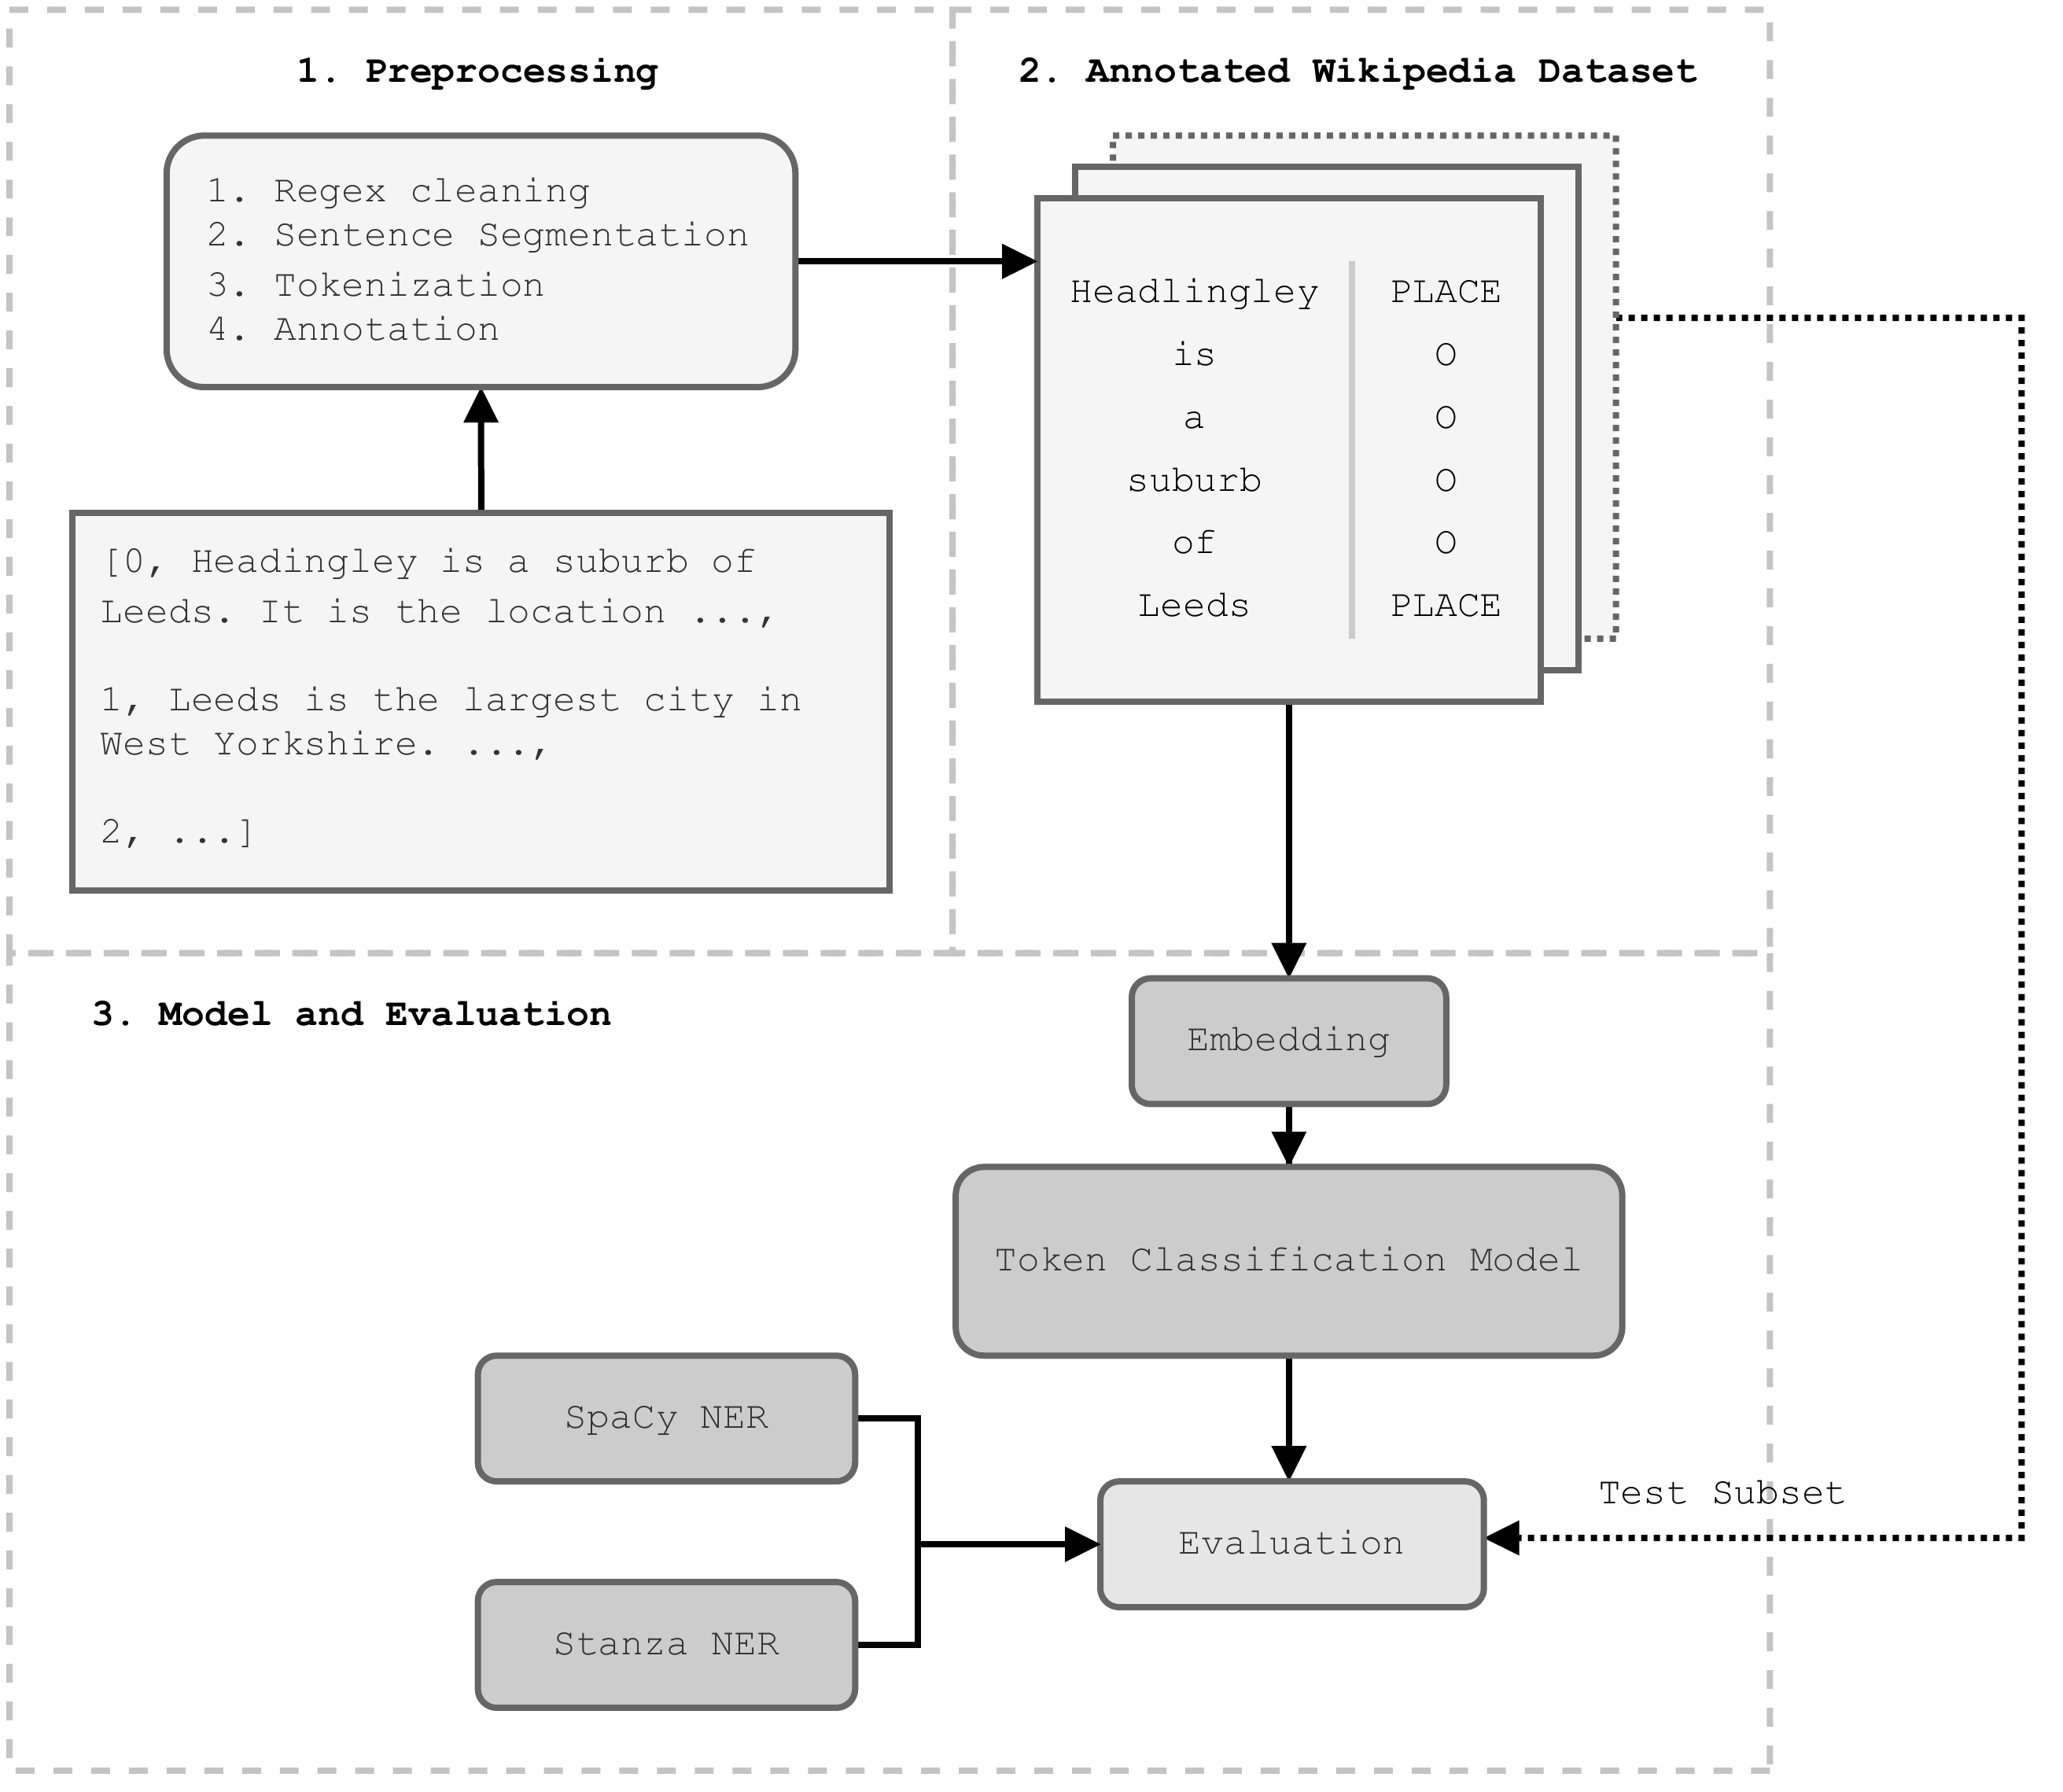 1. Preprocessing
1. Regex cleaning
2. Sentence Segmentation
3. Tokenization
4. Annotation
[0, Headingley is a suburb of
Leeds. It is the location ...,
1, Leeds is the largest city in
West Yorkshire. ...,
2, ...]
2. Annotated Wikipedia Dataset
Headlingley PLACE
is O
a O
suburb O
of O
Leeds PLACE
3. Model and Evaluation
Embedding
Token Classification Model
SpaCy NER
Stanza NER
Evaluation
Test Subset